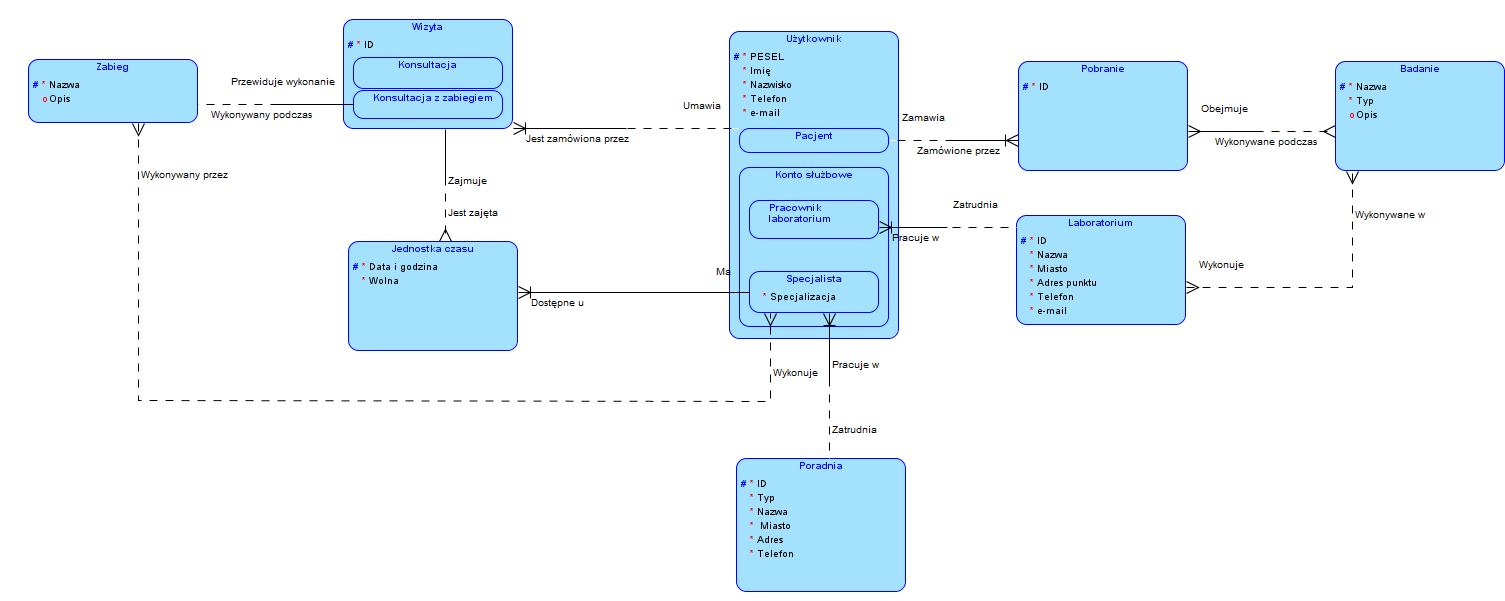 Zabieg
# * Nazwa
o Opis
Przewiduje wykonanie
Wykonywany podczas
Wykonywany przez
Wizyta
# * ID
Konsultacja
Konsultacja z zabiegiem
Zajmuje
Jest zajęta
Jednostka czasu
# * Data i godzina
* Wolna
Umawia
Jest zamówiona przez
Ma
Dostępne u
Użytkownik
# * PESEL
* Imię
* Nazwisko
* Telefon
* e-mail
Pacjent
Konto służbowe
Pracownik
laboratorium
Specjalista
* Specjalizacja
Wykonuje
Pracuje w
Zatrudnia
Poradnia
# * ID
* Typ
* Nazwa
* Miasto
* Adres
* Telefon
Zamawia
Zamówione przez
Pobranie
# * ID
Obejmuje
Wykonywane podczas
Badanie
# * Nazwa
* Typ
o Opis
Zatrudnia
Pracuje w
Laboratorium
# * ID
* Nazwa
* Miasto
* Adres punktu
* Telefon
* e-mail
Wykonuje
Wykonywane w